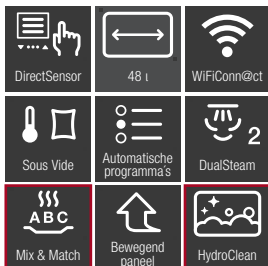 DirectSensor
48 ι
WiFiConn@ct
Sous Vide
Automatische
programma´s
2
DualSteam
ABC
Mix & Match
Bewegend
paneel
HydroClean